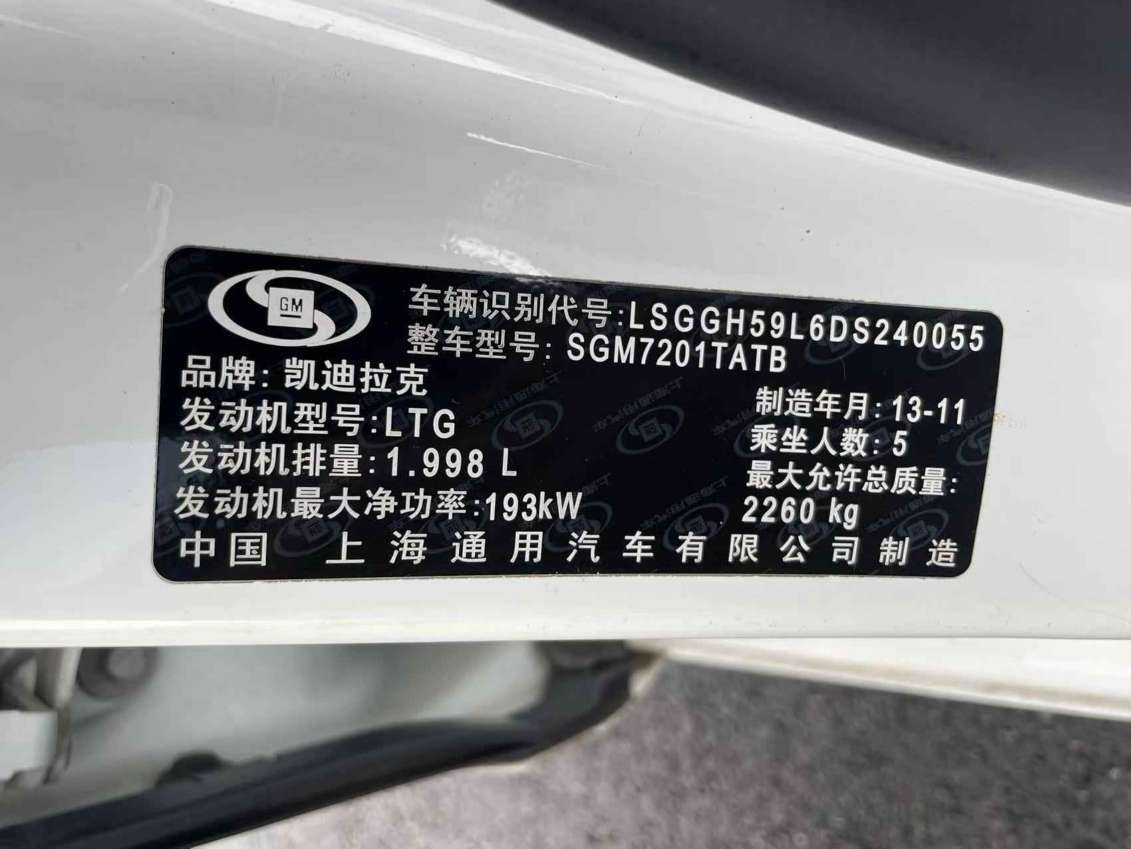 GM
车辆识别代号:LSGGH59L6DS240055
整车型号: SGM7201TATB
品牌: 凯迪拉克
发动机型号:LTG
制造年月: 13-11
发动机排量:1.998 L
乘坐人数: 5
发动机最大净功率:193kW
最大允许总质量:
2260 kg
中国 上海通用汽车有限公司制造